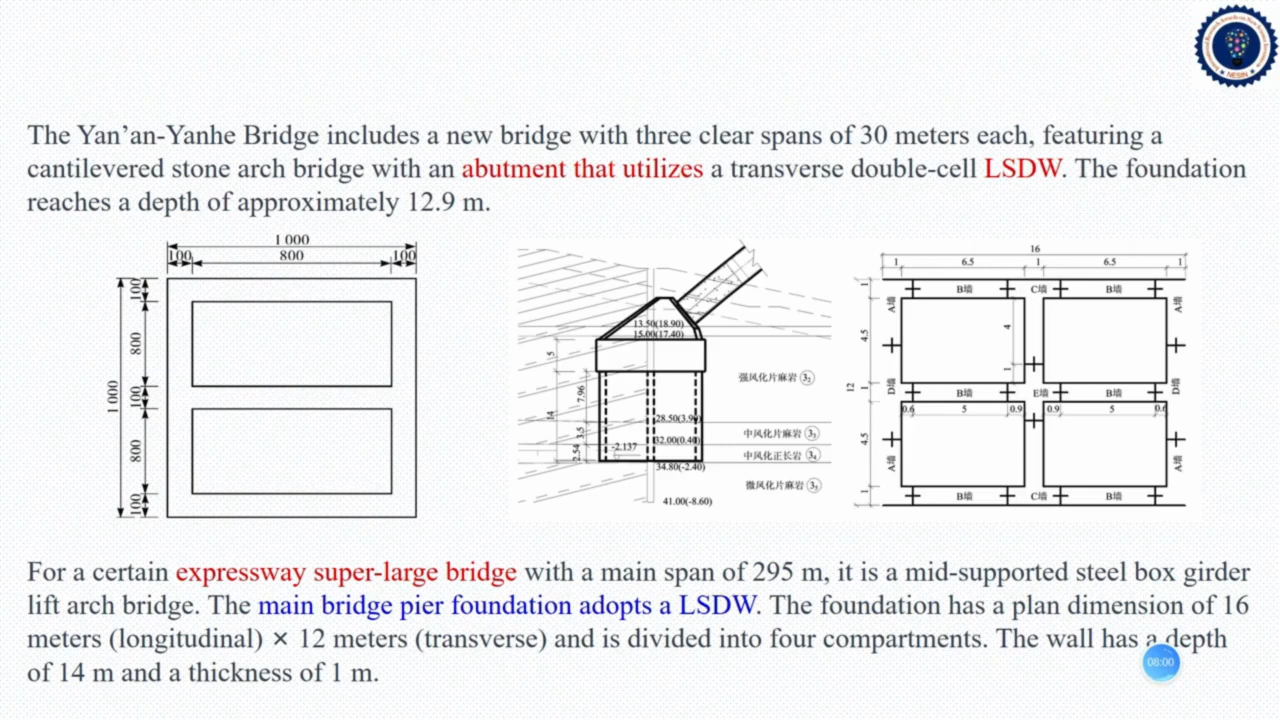 NESIN
The Yan’an-Yanhe Bridge includes a new bridge with three clear spans of 30 meters each, featuring a
cantilevered stone arch bridge with an abutment that utilizes a transverse double-cell LSDW. The foundation
reaches a depth of approximately 12.9 m.
1 000
100 800 100
100
800
100
800
100
1 000
13.50(18.90)
15.00(17.40)
5
14
7.96
3.5
2.54
28.50(3.90)
-2.137
32.00(0.40)
34.80(-2.40)
41.00(-8.60)
强风化片麻岩 3₂
中风化片麻岩 3₃
中风化正长岩 3₄
微风化片麻岩 3₅
16
1 6.5 1 6.5 1
B墙 C墙 B墙
1
A墙 A墙
4.5
4
1
12
1
D墙 B墙 E墙 B墙 D墙
0.6 5 0.9 0.9 5
4.5
A墙 A墙
1
B墙 C墙 B墙
For a certain expressway super-large bridge with a main span of 295 m, it is a mid-supported steel box girder
lift arch bridge. The main bridge pier foundation adopts a LSDW. The foundation has a plan dimension of 16
meters (longitudinal) × 12 meters (transverse) and is divided into four compartments. The wall has a depth
of 14 m and a thickness of 1 m.
08:00